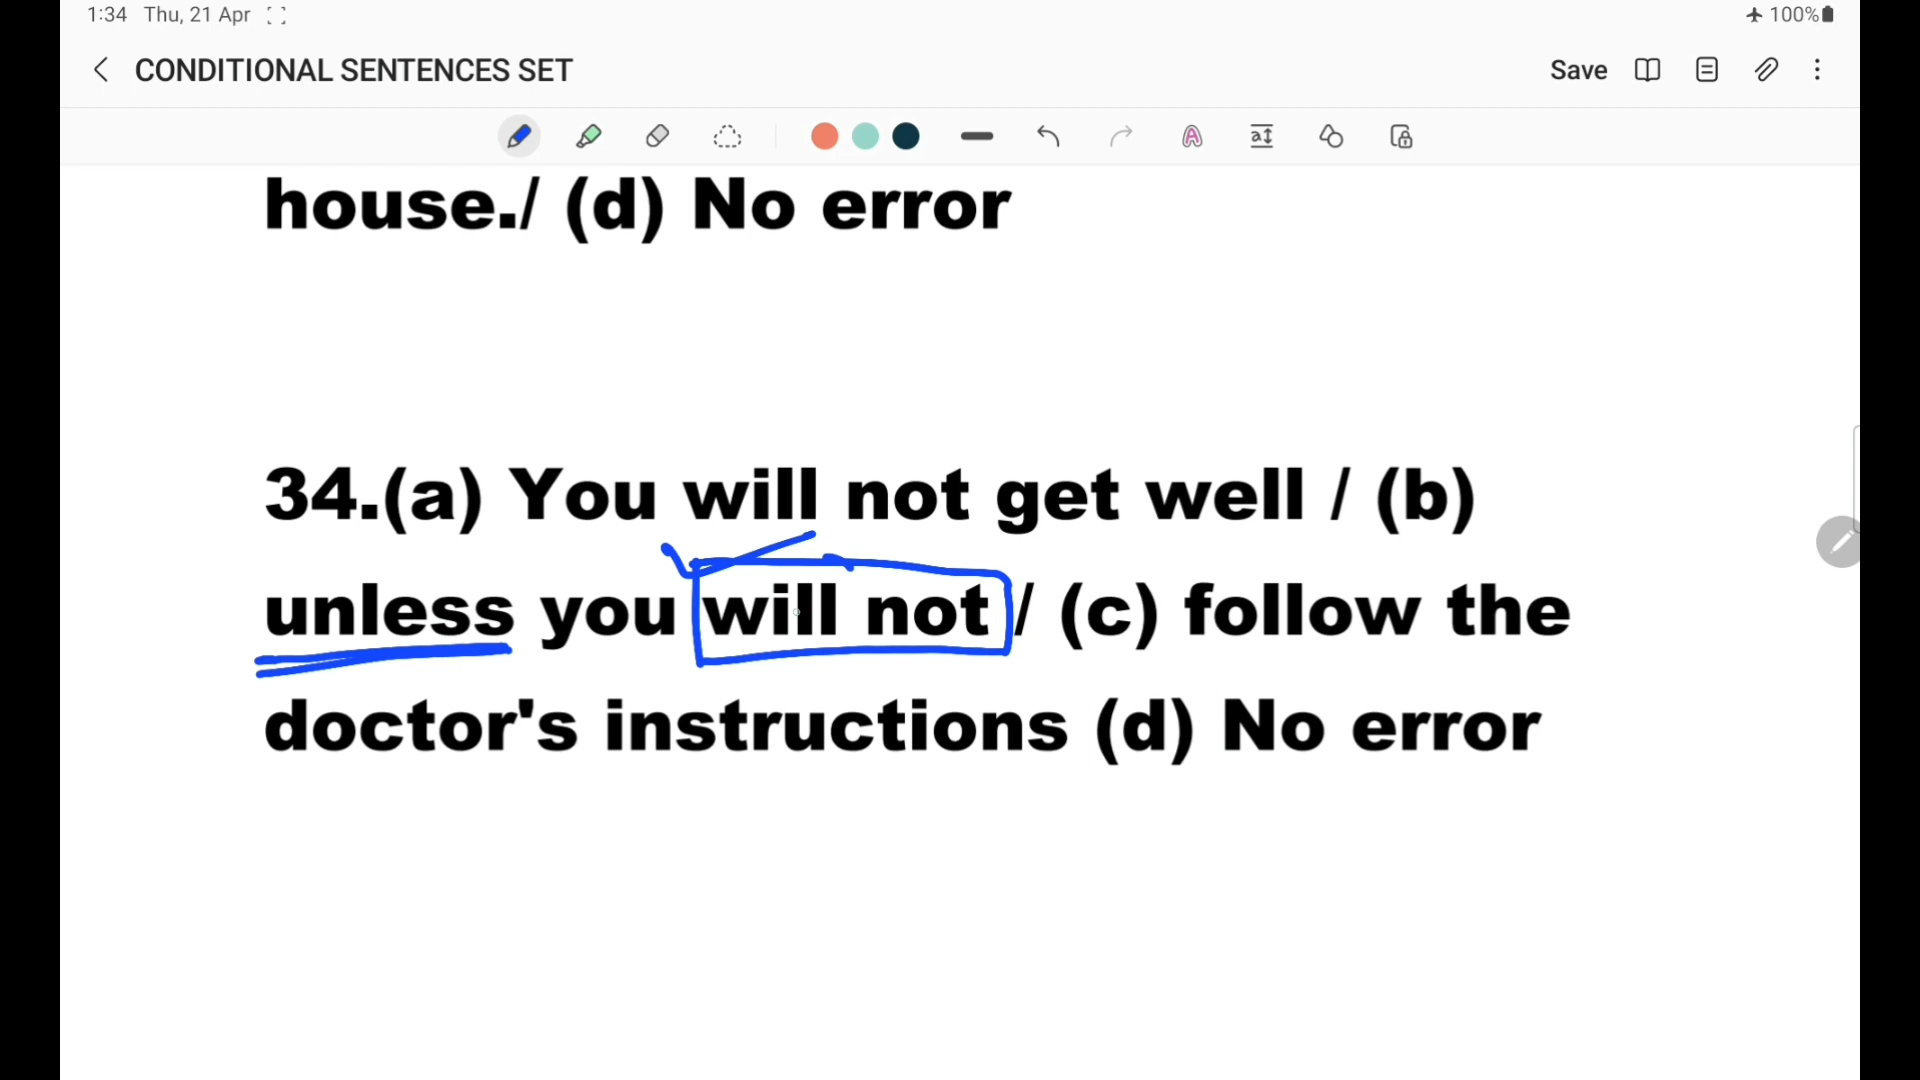 1:34 Thu, 21 Apr 100%
CONDITIONAL SENTENCES SET Save
house./ (d) No error
34.(a) You will not get well / (b)
unless you will not / (c) follow the
doctor's instructions (d) No error